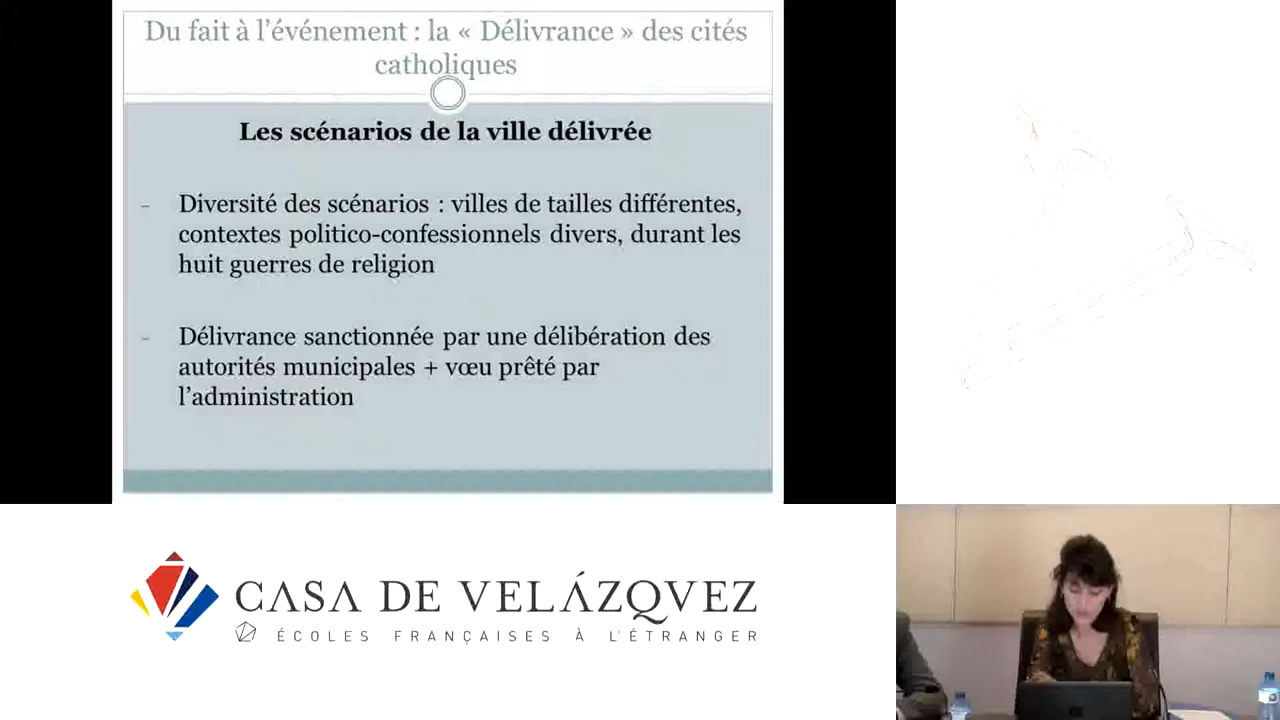 Du fait à l'événement : la « Délivrance » des cités
catholiques
Les scénarios de la ville délivrée
- Diversité des scénarios : villes de tailles différentes,
contextes politico-confessionnels divers, durant les
huit guerres de religion
- Délivrance sanctionnée par une délibération des
autorités municipales + vœu prêté par
l'administration
CASA DE VELÁZQVEZ
ÉCOLES FRANÇAISES À L'ÉTRANGER